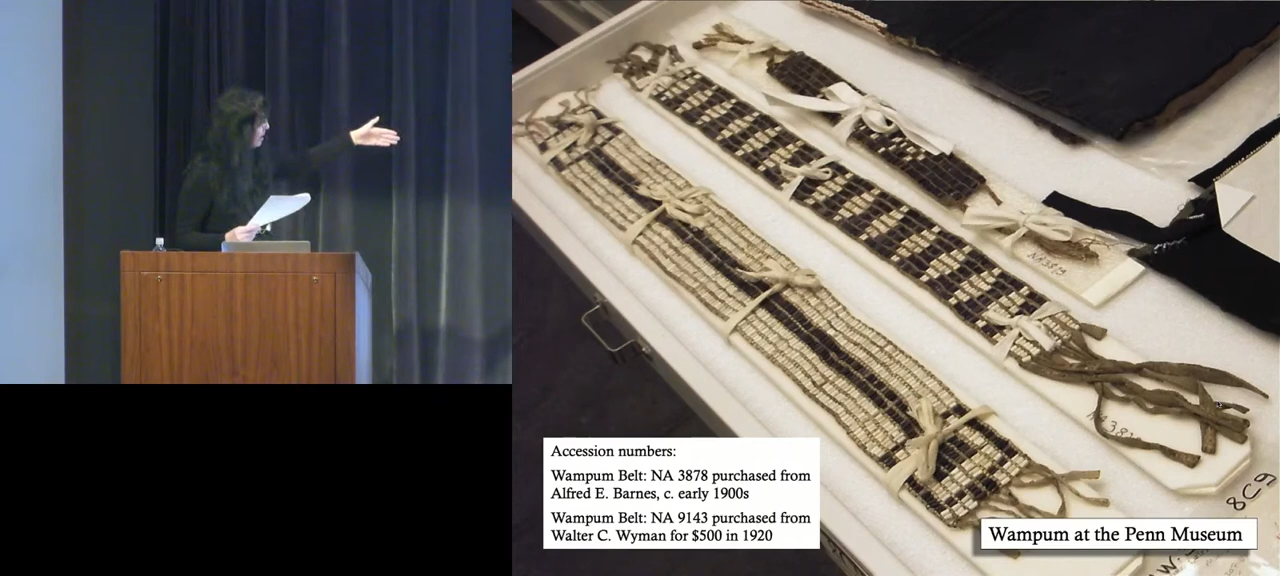 Accession numbers:
Wampum Belt: NA 3878 purchased from
Alfred E. Barnes, c. early 1900s
Wampum Belt: NA 9143 purchased from
Walter C. Wyman for $500 in 1920
Wampum at the Penn Museum
8C9